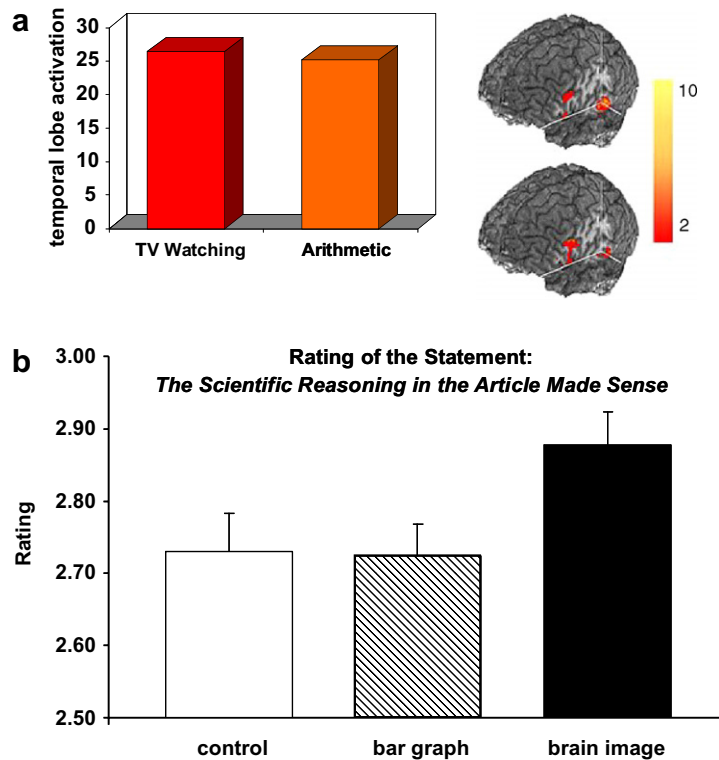 a
temporal lobe activation
30
25
20
15
10
5
0
TV Watching
Arithmetic
10
2
b
Rating of the Statement:
The Scientific Reasoning in the Article Made Sense
Rating
3.00
2.90
2.80
2.70
2.60
2.50
control
bar graph
brain image